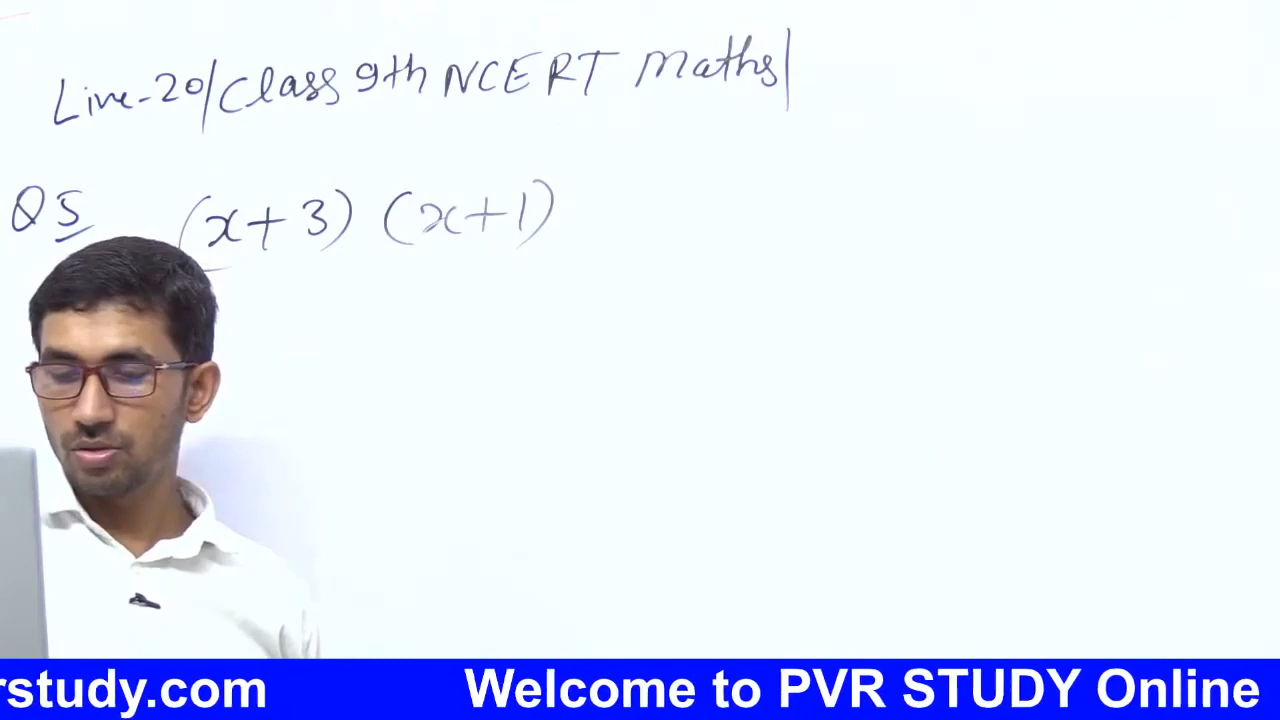 Live-20/Class 9th NCERT Maths/
Q5 (x+3) (x+1)
rstudy.com Welcome to PVR STUDY Online